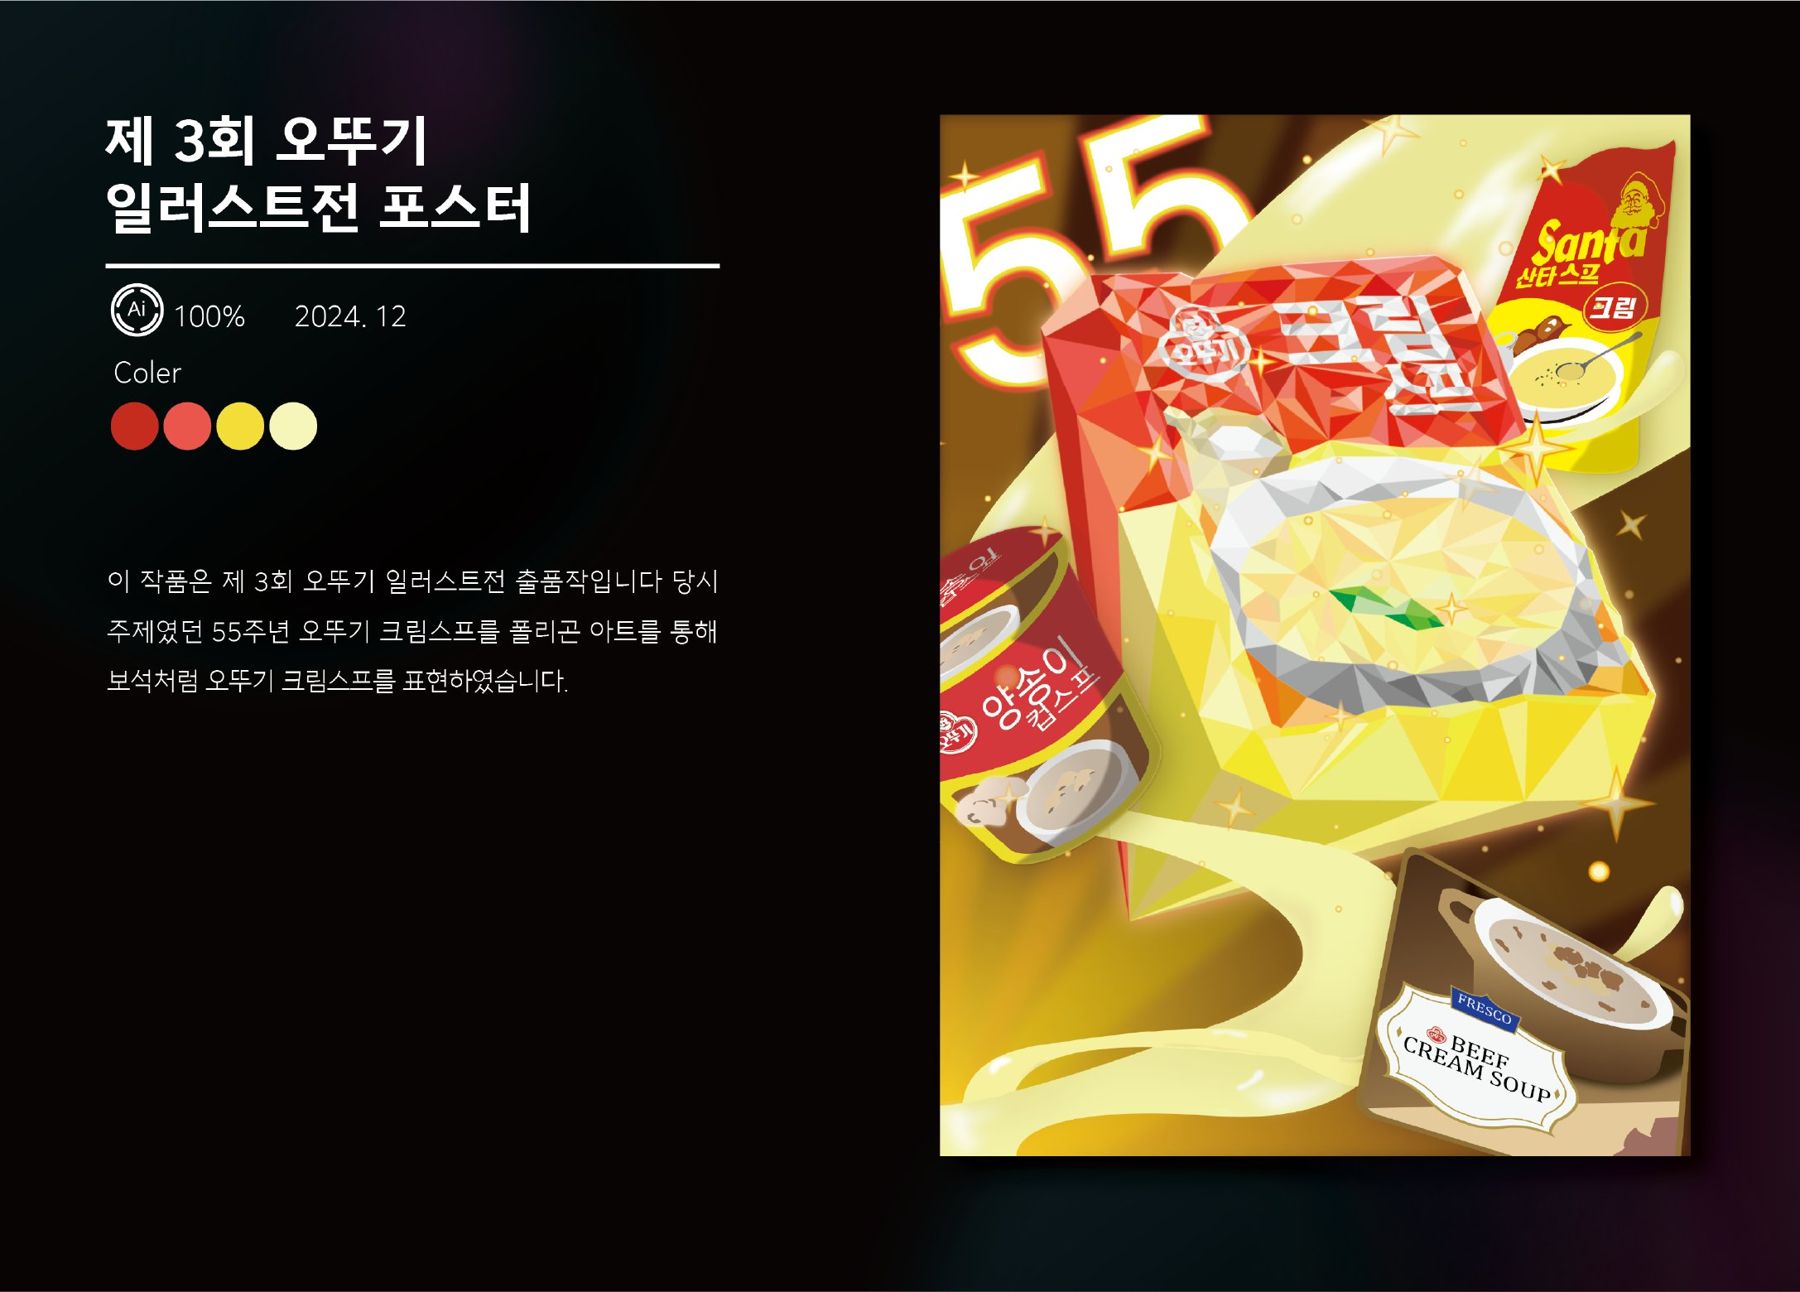 제 3회 오뚜기
일러스트전 포스터
Ai 100% 2024. 12
Coler
이 작품은 제 3회 오뚜기 일러스트전 출품작입니다 당시
주제였던 55주년 오뚜기 크림스프를 폴리곤 아트를 통해
보석처럼 오뚜기 크림스프를 표현하였습니다.
55
Santa
산타 스프
크림
오뚜기
크림
스프
양송이
컵스프
오뚜기
FRESCO
BEEF
CREAM SOUP